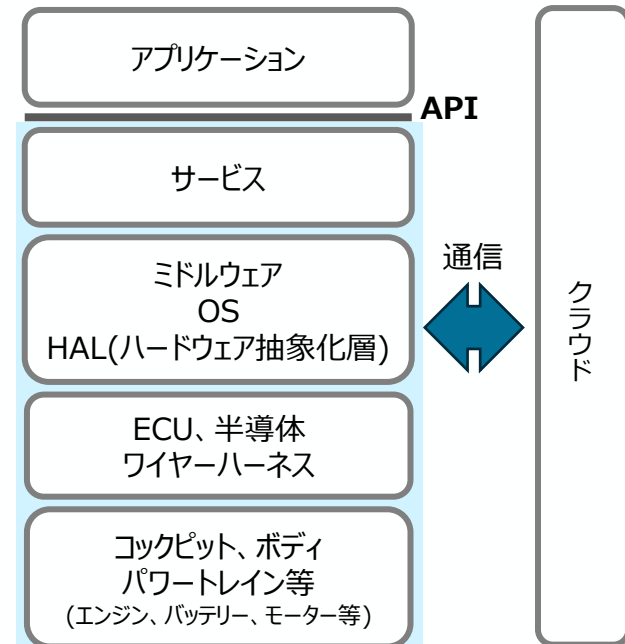 アプリケーション
API
サービス
ミドルウェア
OS
HAL(ハードウェア抽象化層)
通信
クラウド
ECU、半導体
ワイヤーハーネス
コックピット、ボディ
パワートレイン等
(エンジン、バッテリー、モーター等)